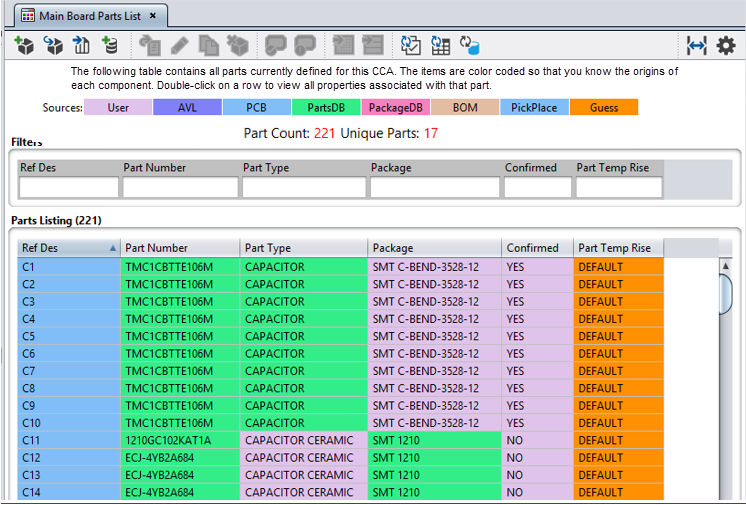 Main Board Parts List ×
The following table contains all parts currently defined for this CCA. The items are color coded so that you know the origins of
each component. Double-click on a row to view all properties associated with that part.
Sources: User AVL PCB PartsDB PackageDB BOM PickPlace Guess
Part Count: 221 Unique Parts: 17
Filters
Ref Des Part Number Part Type Package Confirmed Part Temp Rise
Parts Listing (221)
Ref Des Part Number Part Type Package Confirmed Part Temp Rise
C1 TMC1CBTTE106M CAPACITOR SMT C-BEND-3528-12 YES DEFAULT
C2 TMC1CBTTE106M CAPACITOR SMT C-BEND-3528-12 YES DEFAULT
C3 TMC1CBTTE106M CAPACITOR SMT C-BEND-3528-12 YES DEFAULT
C4 TMC1CBTTE106M CAPACITOR SMT C-BEND-3528-12 YES DEFAULT
C5 TMC1CBTTE106M CAPACITOR SMT C-BEND-3528-12 YES DEFAULT
C6 TMC1CBTTE106M CAPACITOR SMT C-BEND-3528-12 YES DEFAULT
C7 TMC1CBTTE106M CAPACITOR SMT C-BEND-3528-12 YES DEFAULT
C8 TMC1CBTTE106M CAPACITOR SMT C-BEND-3528-12 YES DEFAULT
C9 TMC1CBTTE106M CAPACITOR SMT C-BEND-3528-12 YES DEFAULT
C10 TMC1CBTTE106M CAPACITOR SMT C-BEND-3528-12 YES DEFAULT
C11 1210GC102KAT1A CAPACITOR CERAMIC SMT 1210 NO DEFAULT
C12 ECJ-4YB2A684 CAPACITOR CERAMIC SMT 1210 NO DEFAULT
C13 ECJ-4YB2A684 CAPACITOR CERAMIC SMT 1210 NO DEFAULT
C14 ECJ-4YB2A684 CAPACITOR CERAMIC SMT 1210 NO DEFAULT